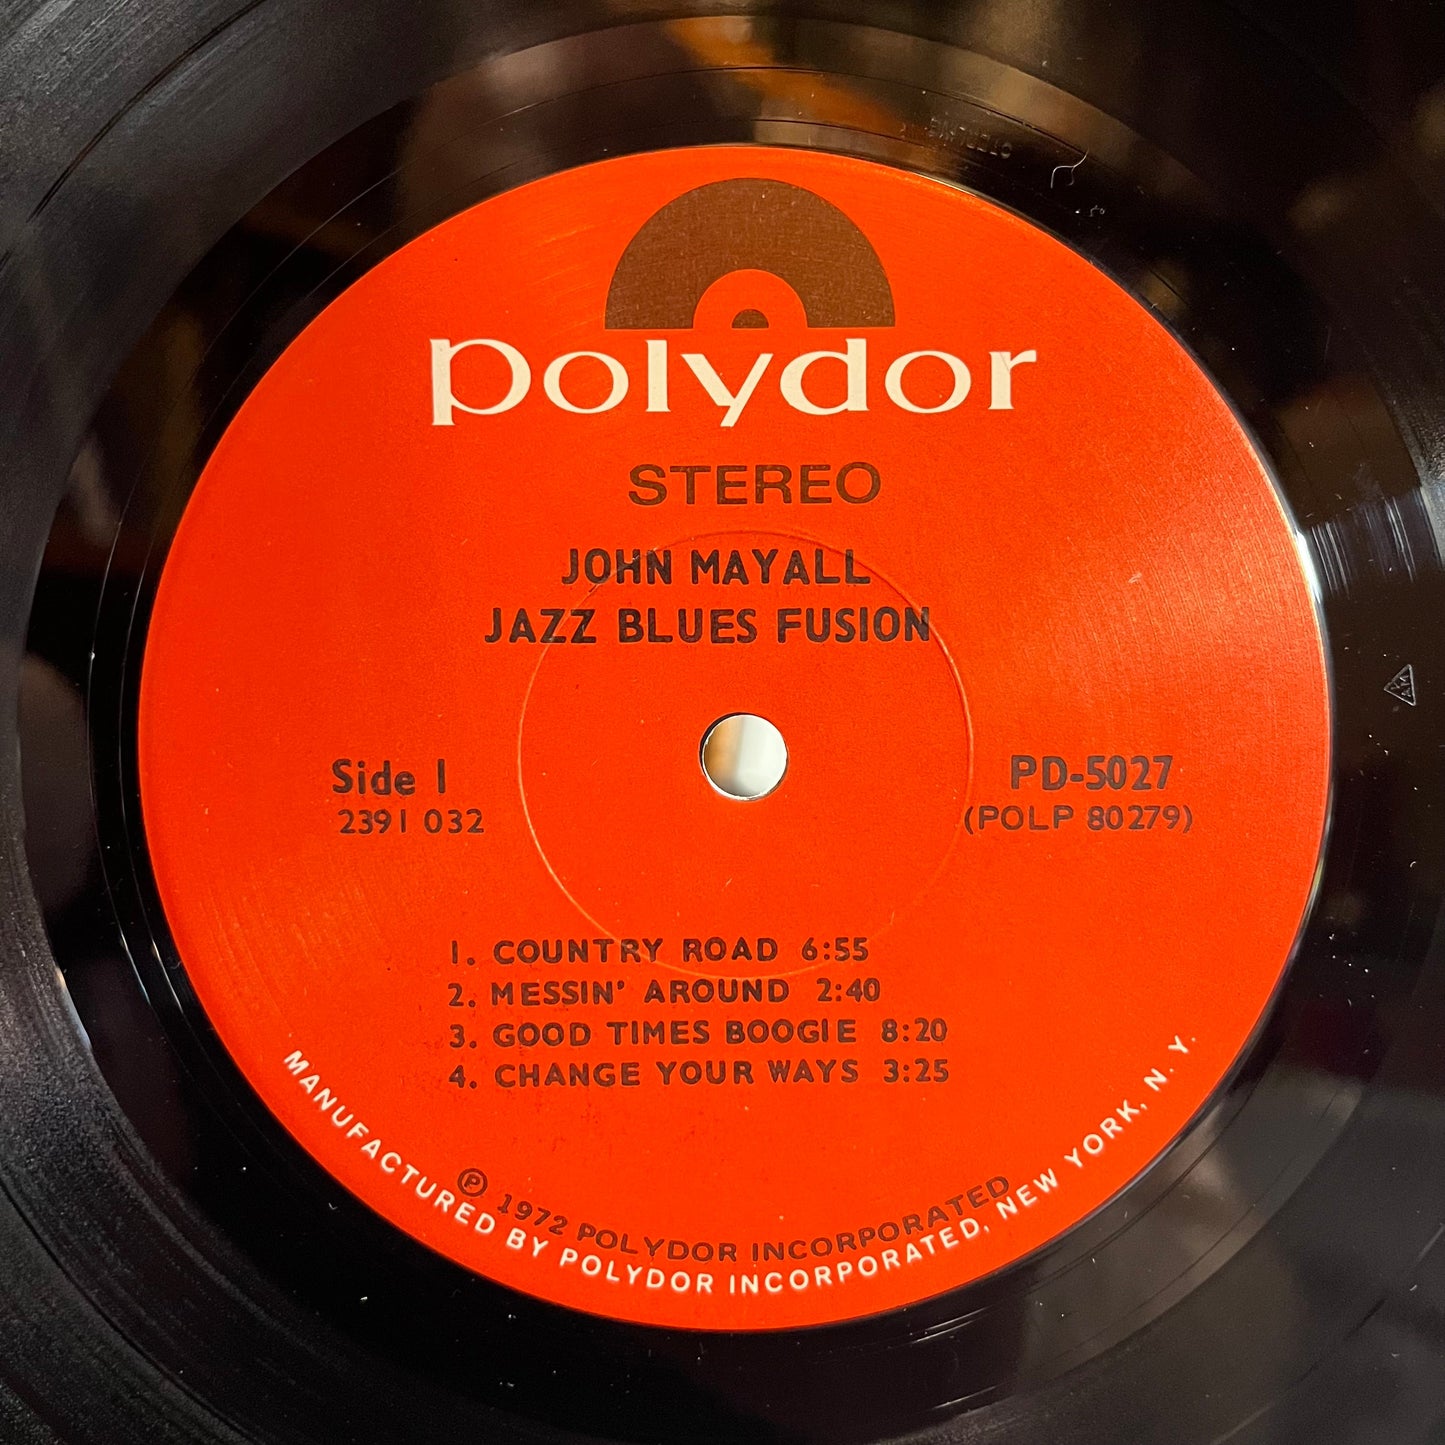 polydor
STEREO
JOHN MAYALL
JAZZ BLUES FUSION
Side 1
2391 032
PD-5027
(POLP 80279)
1. COUNTRY ROAD 6:55
2. MESSIN' AROUND 2:40
3. GOOD TIMES BOOGIE 8:20
4. CHANGE YOUR WAYS 3:25
℗ 1972 POLYDOR INCORPORATED
MANUFACTURED BY POLYDOR INCORPORATED, NEW YORK, N. Y.